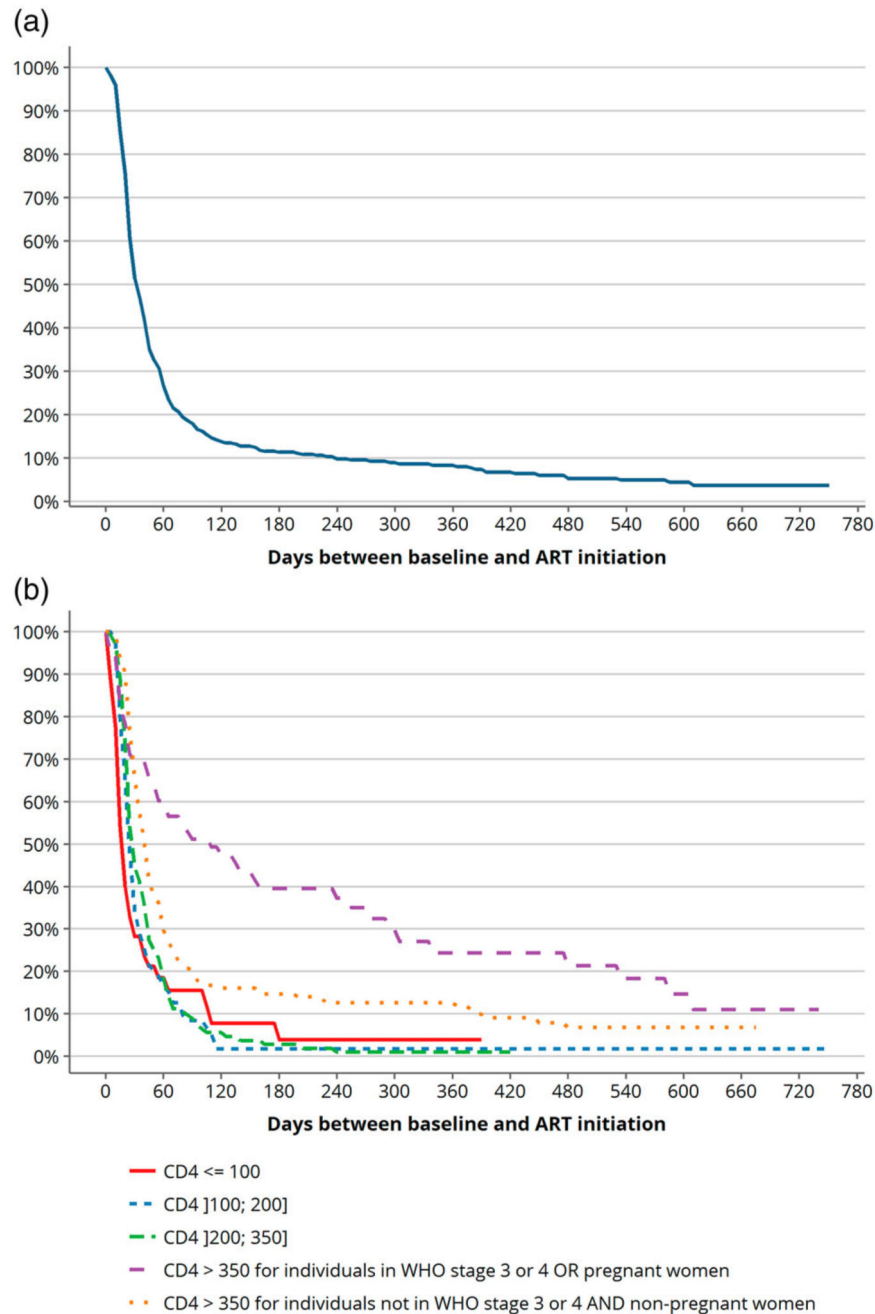 (a)
100%
90%
80%
70%
60%
50%
40%
30%
20%
10%
0%
0 60 120 180 240 300 360 420 480 540 600 660 720 780
Days between baseline and ART initiation
(b)
100%
90%
80%
70%
60%
50%
40%
30%
20%
10%
0%
0 60 120 180 240 300 360 420 480 540 600 660 720 780
Days between baseline and ART initiation
CD4 <= 100
CD4 ]100; 200]
CD4 ]200; 350]
CD4 > 350 for individuals in WHO stage 3 or 4 OR pregnant women
CD4 > 350 for individuals not in WHO stage 3 or 4 AND non-pregnant women